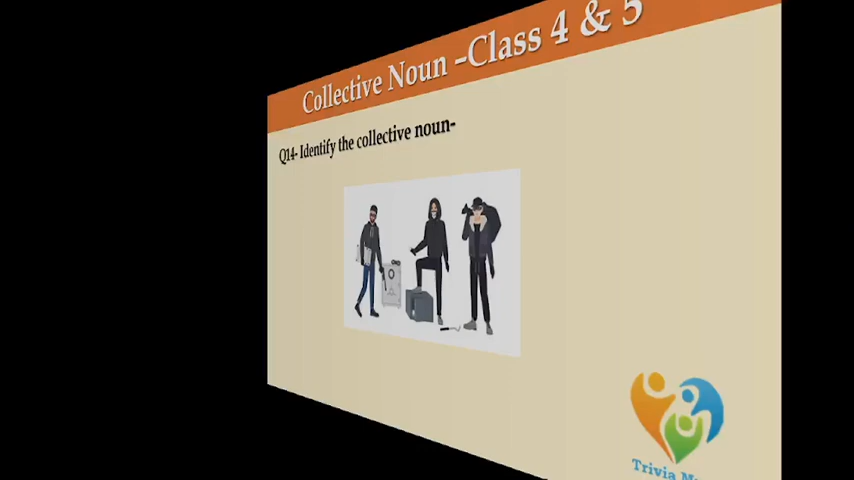 Collective Noun –Class 4 & 5
Q14- Identify the collective noun-
Trivia